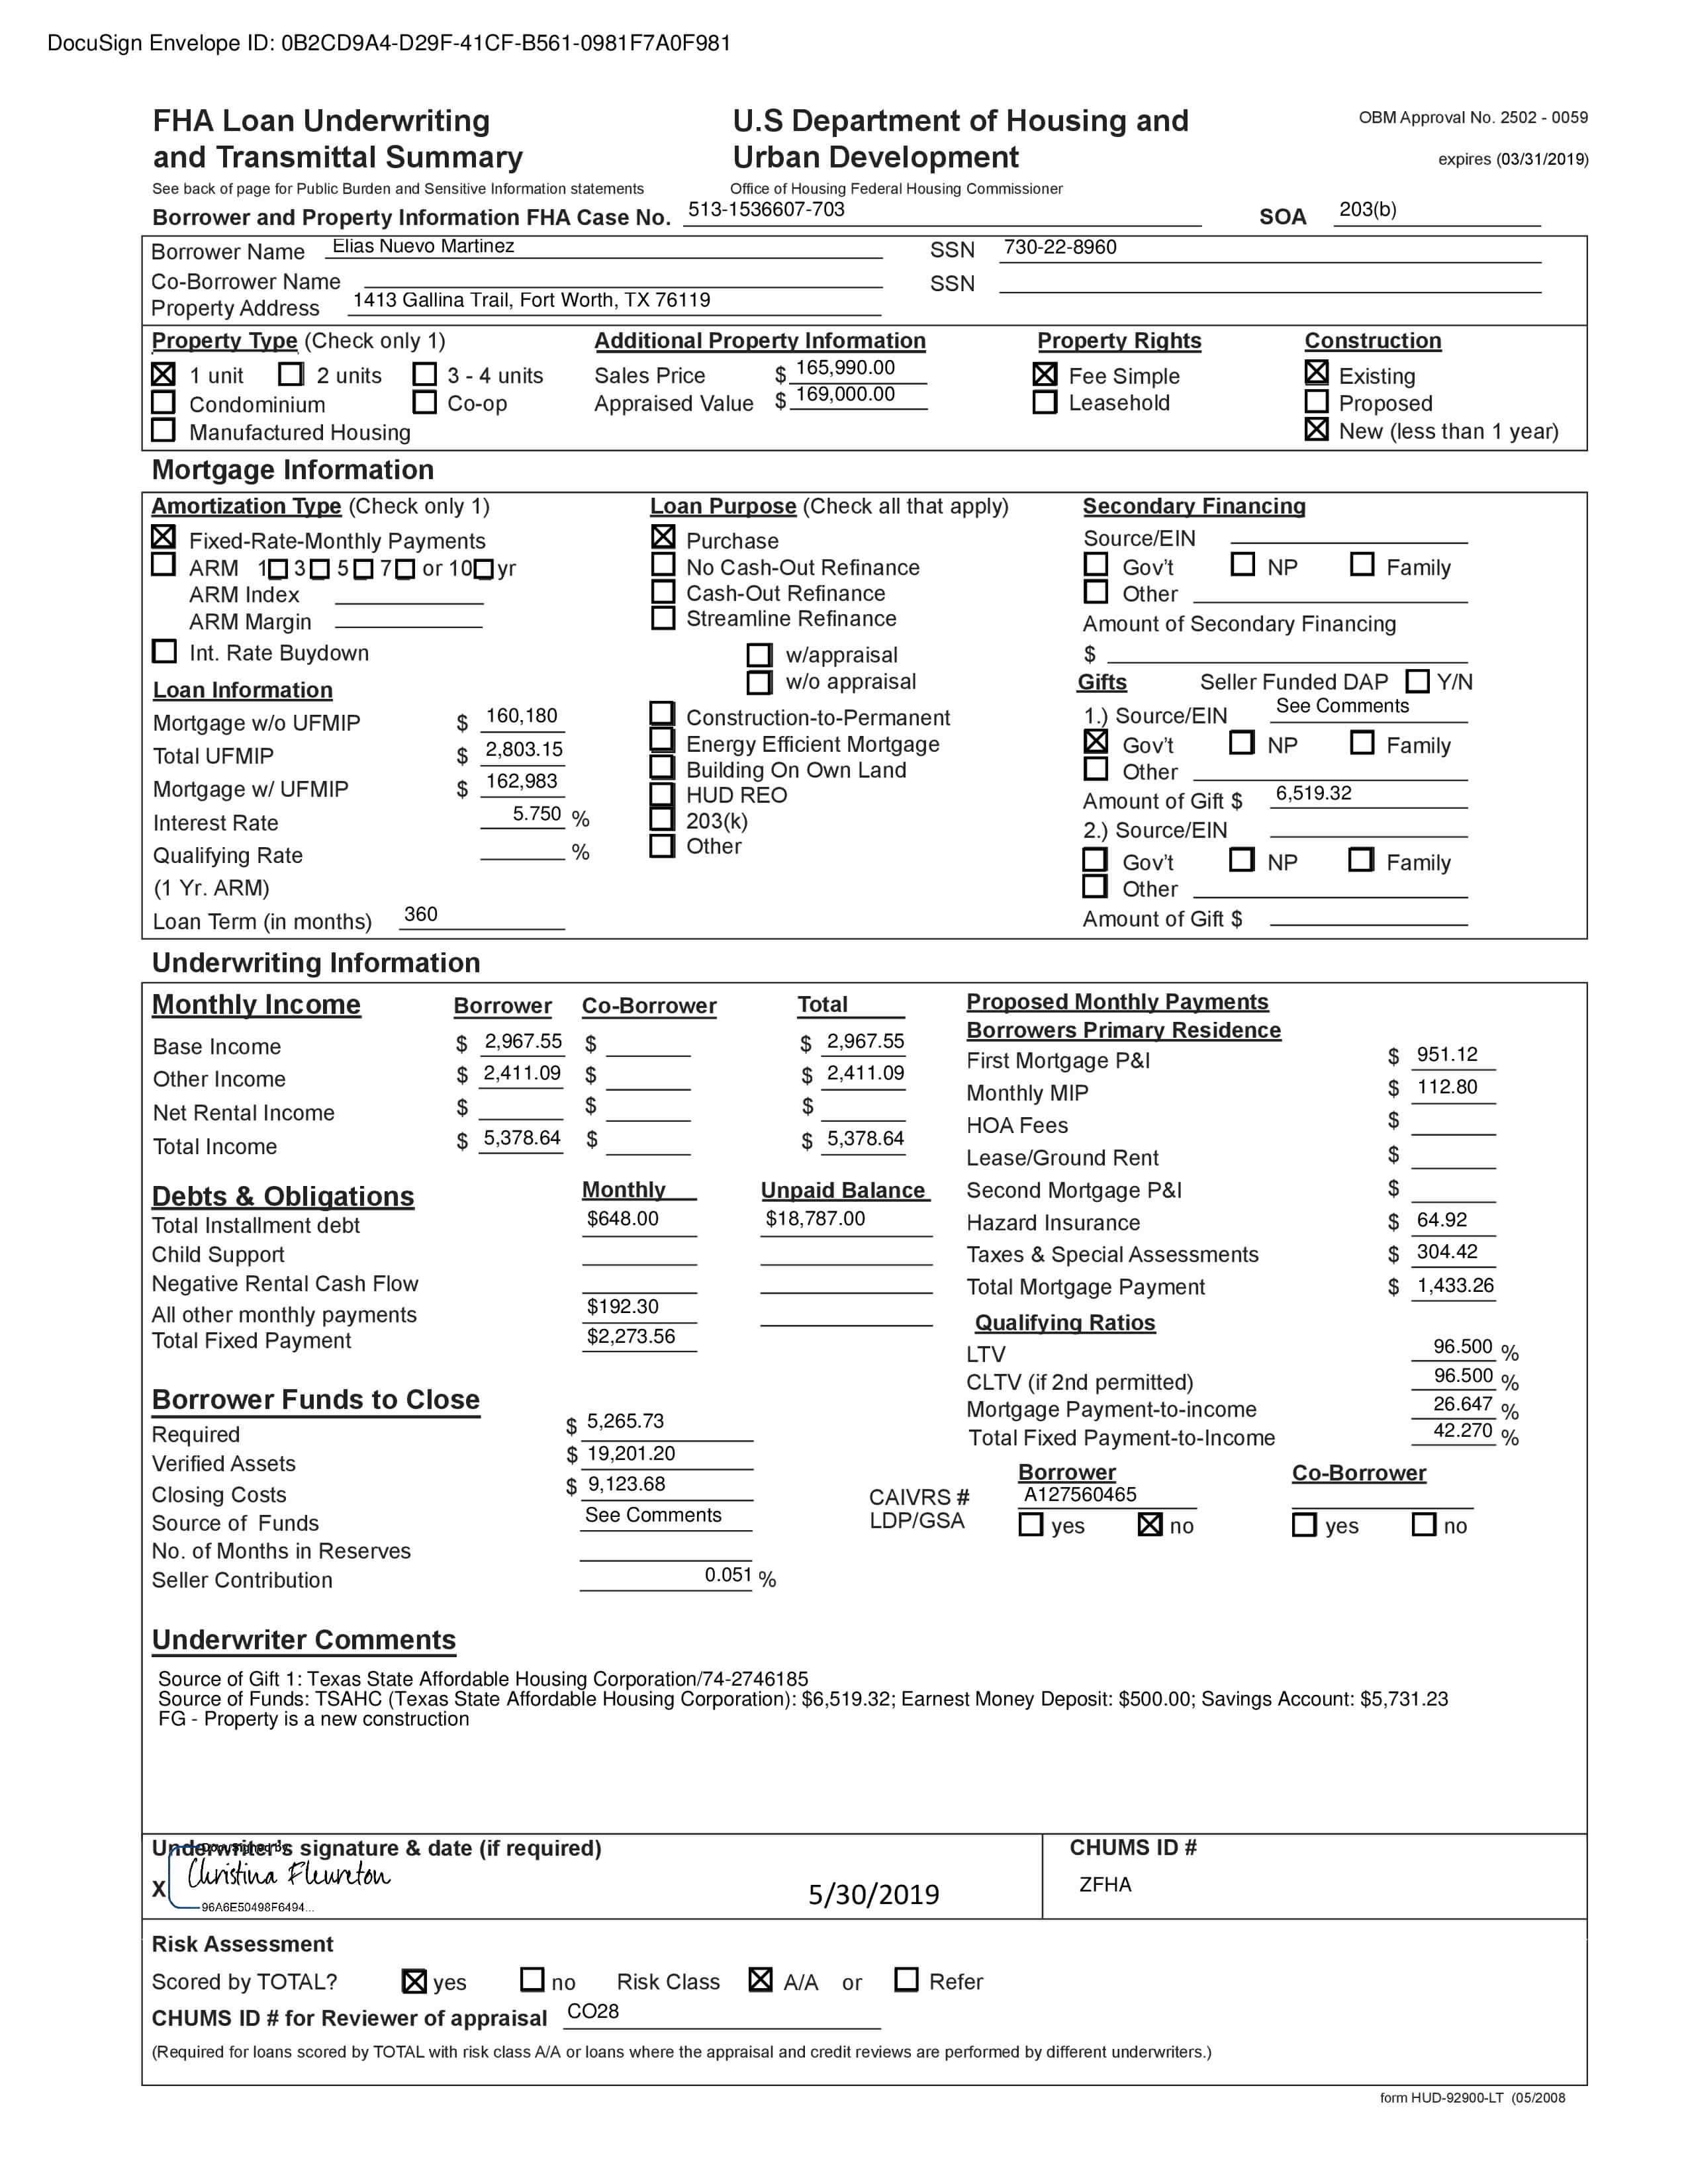 DocuSign Envelope ID: 0B2CD9A4-D29F-41CF-B561-0981F7A0F981
FHA Loan Underwriting and Transmittal Summary
U.S Department of Housing and Urban Development
OBM Approval No. 2502 - 0059
expires (03/31/2019)
See back of page for Public Burden and Sensitive Information statements
Office of Housing Federal Housing Commissioner
Borrower and Property Information FHA Case No. 513-1536607-703 SOA 203(b)
Borrower Name Elias Nuevo Martinez SSN 730-22-8960
Co-Borrower Name SSN
Property Address 1413 Gallina Trail, Fort Worth, TX 76119
Property Type (Check only 1)
1 unit 2 units 3 - 4 units
Condominium Co-op
Manufactured Housing
Additional Property Information
Sales Price $ 165,990.00
Appraised Value $ 169,000.00
Property Rights
Fee Simple
Leasehold
Construction
Existing
Proposed
New (less than 1 year)
Mortgage Information
Amortization Type (Check only 1)
Fixed-Rate-Monthly Payments
ARM 1 3 5 7 or 10 yr
ARM Index
ARM Margin
Int. Rate Buydown
Loan Information
Mortgage w/o UFMIP $ 160,180
Total UFMIP $ 2,803.15
Mortgage w/ UFMIP $ 162,983
Interest Rate 5.750 %
Qualifying Rate %
(1 Yr. ARM)
Loan Term (in months) 360
Loan Purpose (Check all that apply)
Purchase
No Cash-Out Refinance
Cash-Out Refinance
Streamline Refinance
w/appraisal
w/o appraisal
Construction-to-Permanent
Energy Efficient Mortgage
Building On Own Land
HUD REO
203(k)
Other
Secondary Financing
Source/EIN
Gov't NP Family
Other
Amount of Secondary Financing
$
Gifts Seller Funded DAP Y/N
1.) Source/EIN See Comments
Gov't NP Family
Other
Amount of Gift $ 6,519.32
2.) Source/EIN
Gov't NP Family
Other
Amount of Gift $
Underwriting Information
Monthly Income Borrower Co-Borrower Total
Base Income $ 2,967.55 $ $ 2,967.55
Other Income $ 2,411.09 $ $ 2,411.09
Net Rental Income $ $ $
Total Income $ 5,378.64 $ $ 5,378.64
Debts & Obligations Monthly Unpaid Balance
Total Installment debt $648.00 $18,787.00
Child Support
Negative Rental Cash Flow
All other monthly payments $192.30
Total Fixed Payment $2,273.56
Borrower Funds to Close
Required $ 5,265.73
Verified Assets $ 19,201.20
Closing Costs $ 9,123.68
Source of Funds See Comments
No. of Months in Reserves
Seller Contribution 0.051 %
Proposed Monthly Payments
Borrowers Primary Residence
First Mortgage P&I $ 951.12
Monthly MIP $ 112.80
HOA Fees $
Lease/Ground Rent $
Second Mortgage P&I $
Hazard Insurance $ 64.92
Taxes & Special Assessments $ 304.42
Total Mortgage Payment $ 1,433.26
Qualifying Ratios
LTV 96.500 %
CLTV (if 2nd permitted) 96.500 %
Mortgage Payment-to-income 26.647 %
Total Fixed Payment-to-Income 42.270 %
Borrower Co-Borrower
CAIVRS # A127560465
LDP/GSA yes no yes no
Underwriter Comments
Source of Gift 1: Texas State Affordable Housing Corporation/74-2746185
Source of Funds: TSAHC (Texas State Affordable Housing Corporation): $6,519.32; Earnest Money Deposit: $500.00; Savings Account: $5,731.23
FG - Property is a new construction
Underwriter's signature & date (if required)
DocuSigned by
X Christina Fleureton
96A6E50498F6494...
5/30/2019
CHUMS ID #
ZFHA
Risk Assessment
Scored by TOTAL? yes no Risk Class A/A or Refer
CHUMS ID # for Reviewer of appraisal CO28
(Required for loans scored by TOTAL with risk class A/A or loans where the appraisal and credit reviews are performed by different underwriters.)
form HUD-92900-LT (05/2008